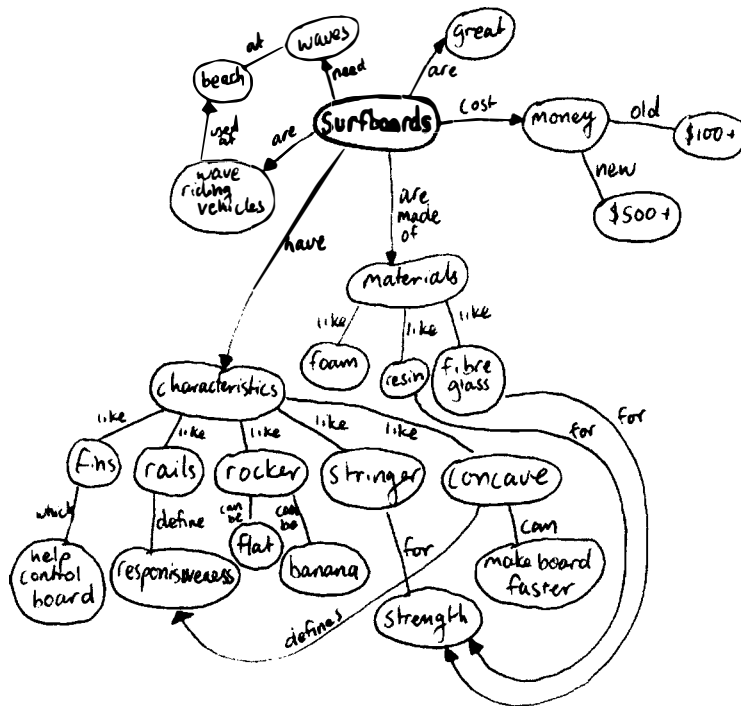 waves
great
at
beach
need
are
Surfboards
cost
money
old
$100+
used
at
are
wave
riding
vehicles
new
$500+
are
made
of
have
materials
like
like
like
foam
resin
fibre
glass
characteristics
for
for
like
like
like
like
like
fins
rails
rocker
stringer
concave
which
define
can
be
can
be
for
can
help
control
board
responisiveness
flat
banana
make board
faster
defines
strength